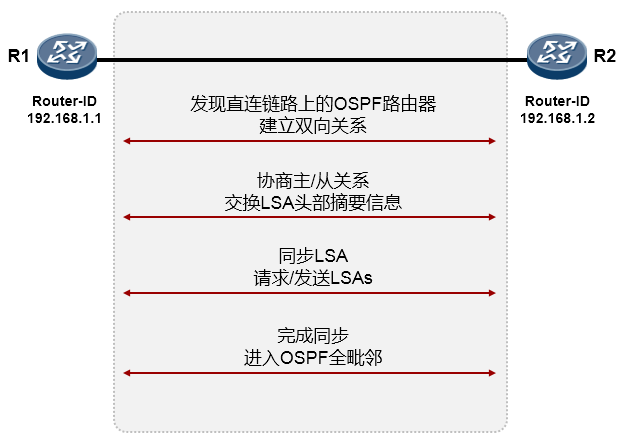 R1
R2
Router-ID
192.168.1.1
Router-ID
192.168.1.2
发现直连链路上的OSPF路由器
建立双向关系
协商主/从关系
交换LSA头部摘要信息
同步LSA
请求/发送LSAs
完成同步
进入OSPF全毗邻